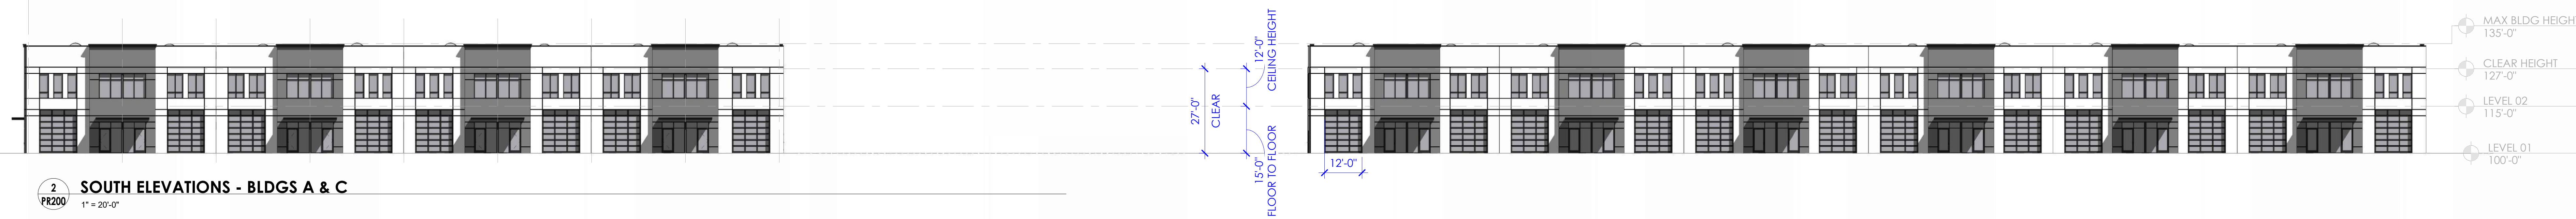 MAX BLDG HEIGH
135'-0"
CLEAR HEIGHT
127'-0"
LEVEL 02
115'-0"
LEVEL 01
100'-0"
27'-0"
CLEAR
12'-0"
CEILING HEIGHT
15'-0"
FLOOR TO FLOOR
12'-0"
2
PR200
SOUTH ELEVATIONS - BLDGS A & C
1" = 20'-0"